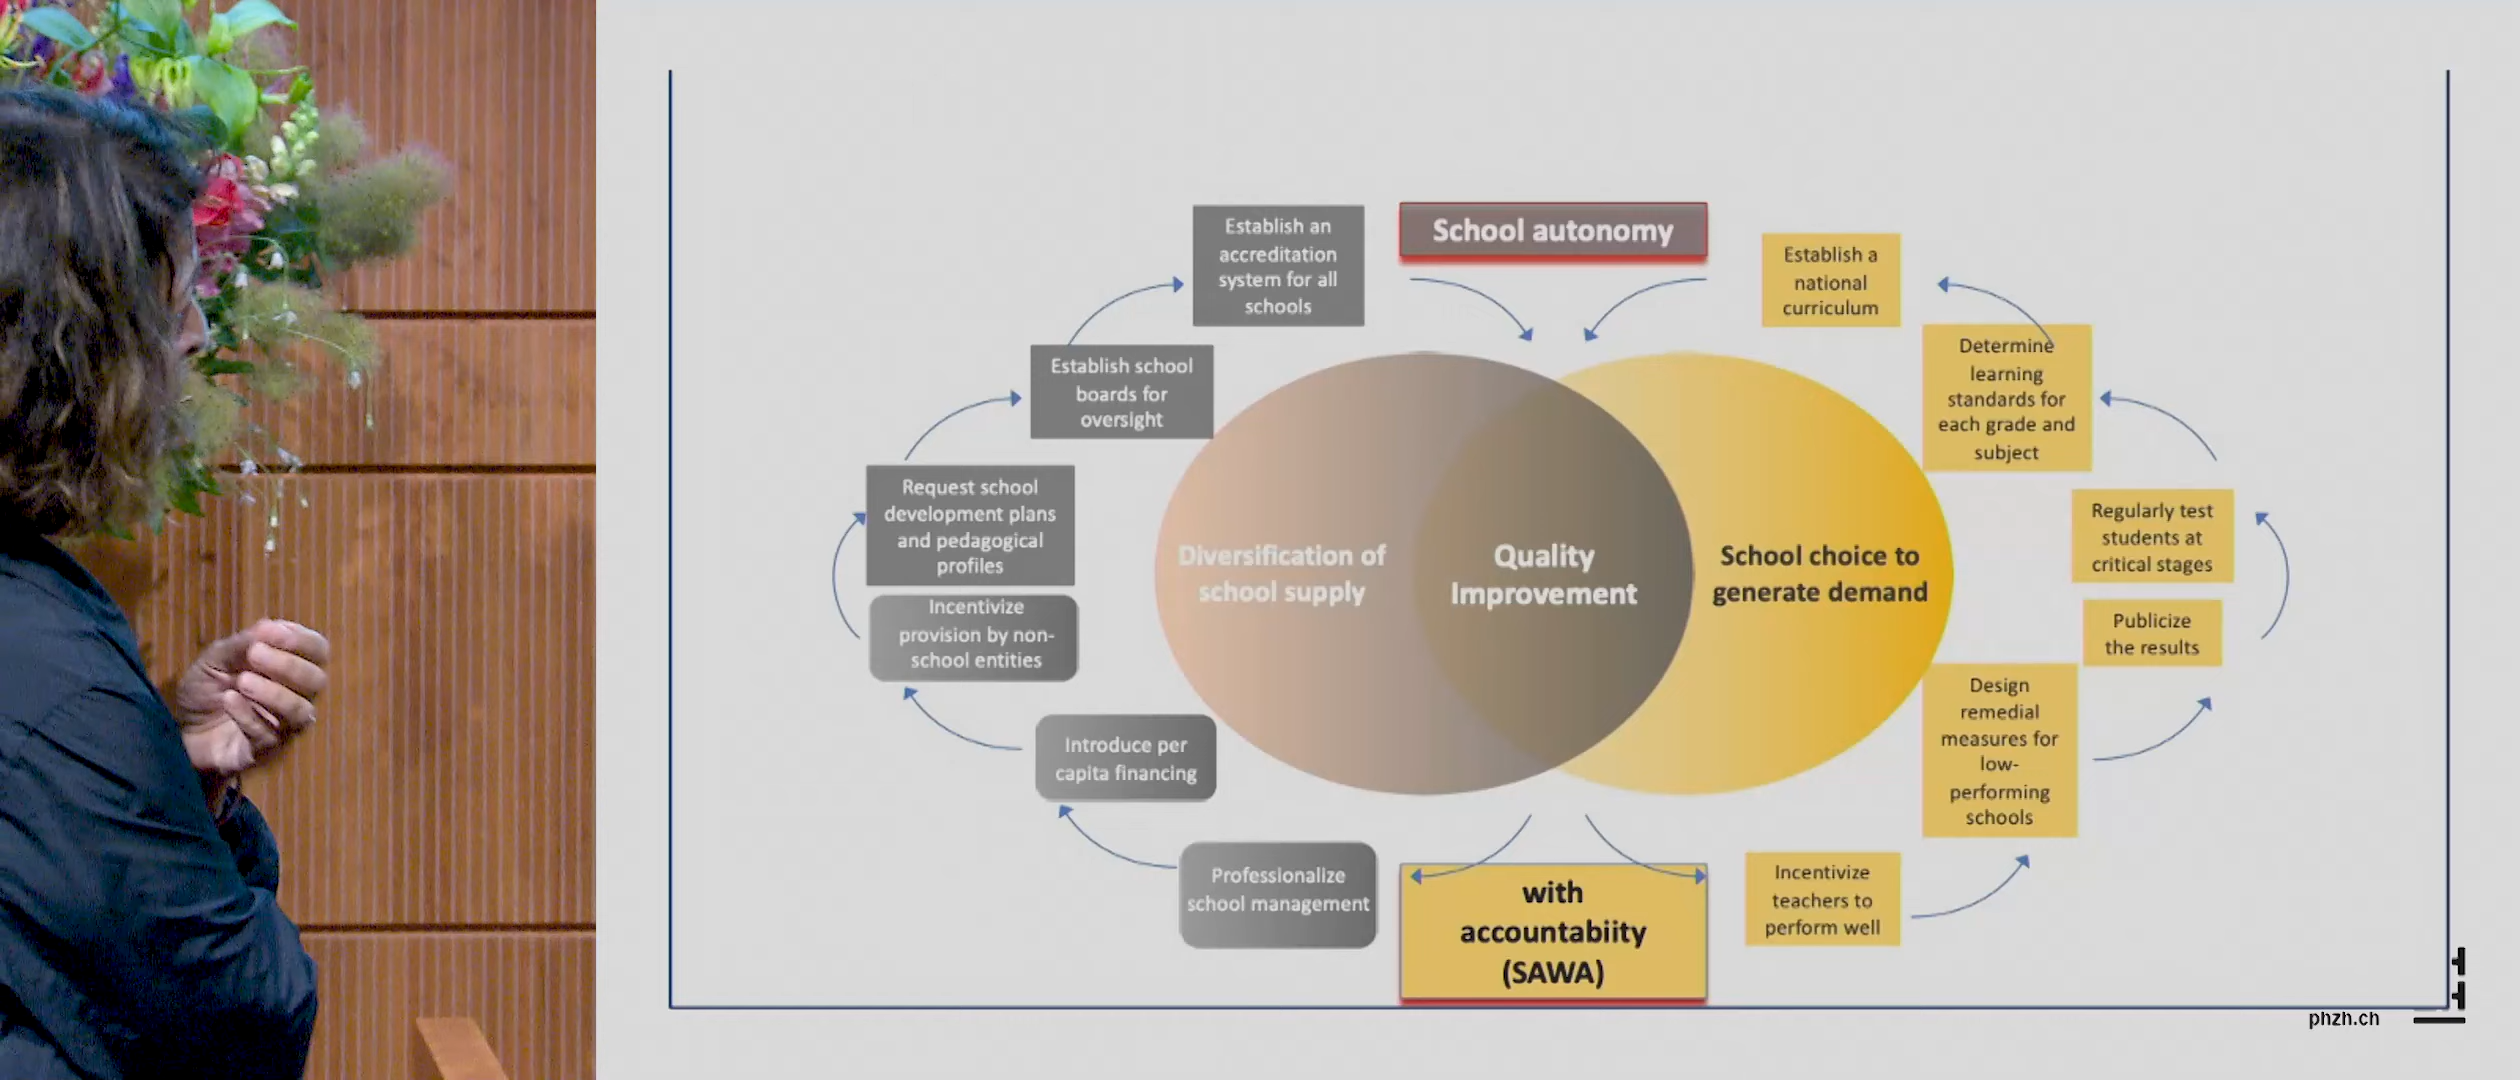 School autonomy
Establish an
accreditation
system for all
schools
Establish school
boards for
oversight
Request school
development plans
and pedagogical
profiles
Incentivize
provision by non-
school entities
Introduce per
capita financing
Professionalize
school management
Diversification of
school supply
Quality
Improvement
School choice to
generate demand
Establish a
national
curriculum
Determine
learning
standards for
each grade and
subject
Regularly test
students at
critical stages
Publicize
the results
Design
remedial
measures for
low-
performing
schools
Incentivize
teachers to
perform well
with
accountabiity
(SAWA)
phzh.ch